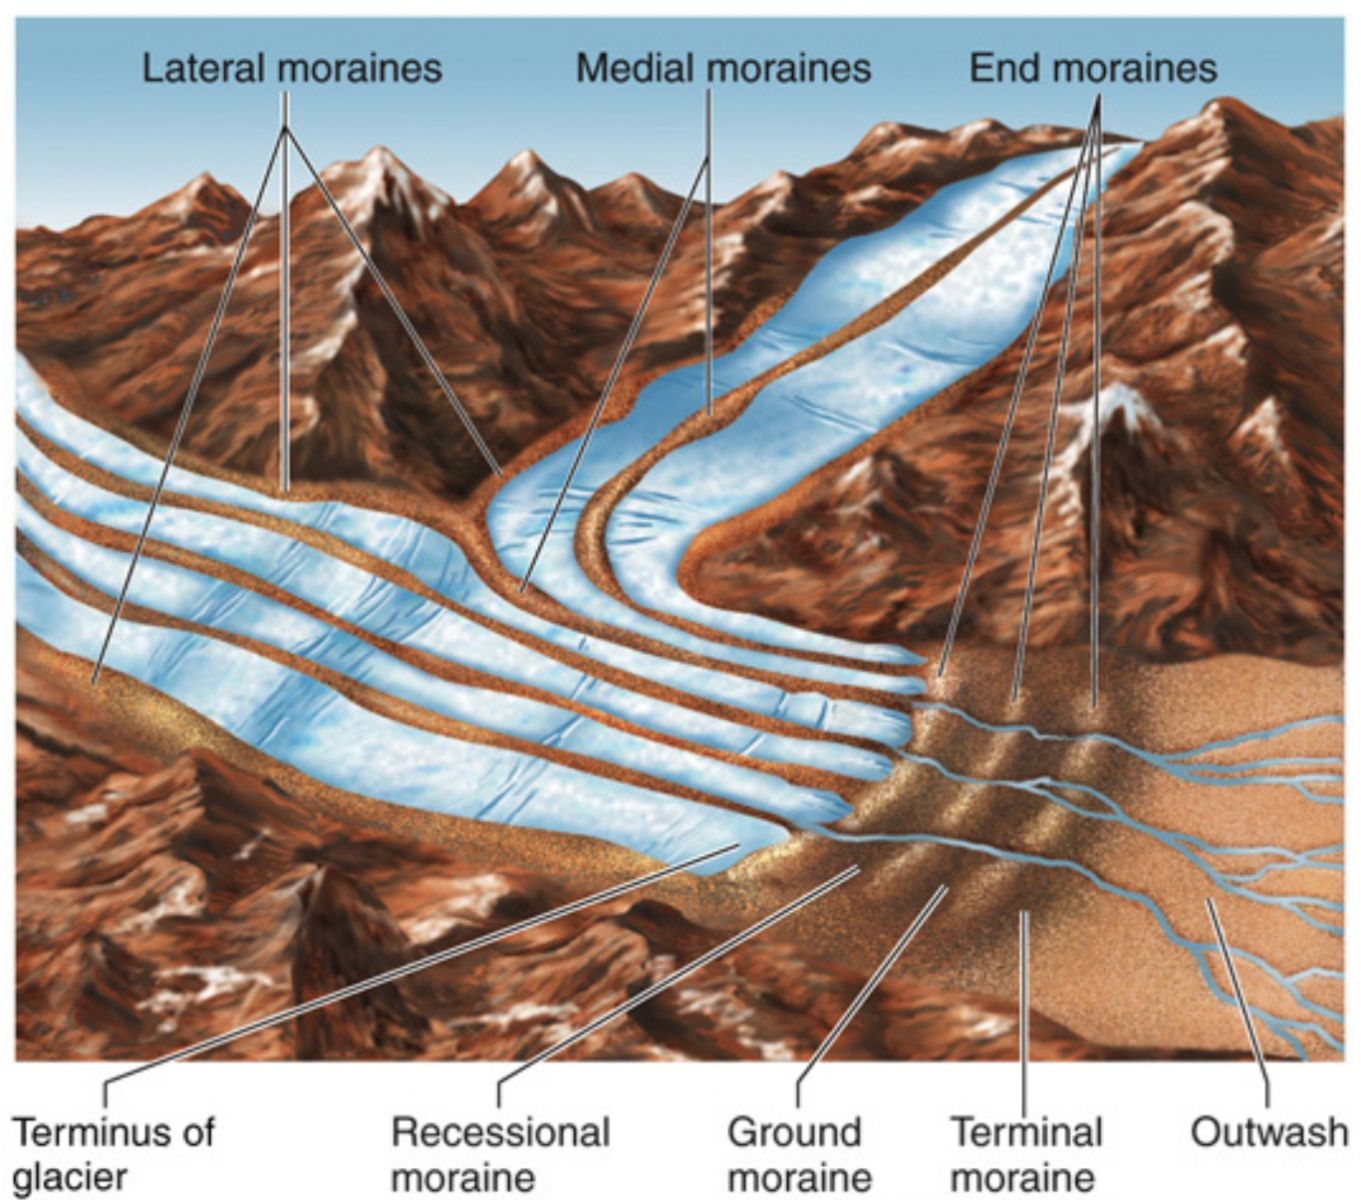 Lateral moraines
Medial moraines
End moraines
Terminus of
glacier
Recessional
moraine
Ground
moraine
Terminal
moraine
Outwash